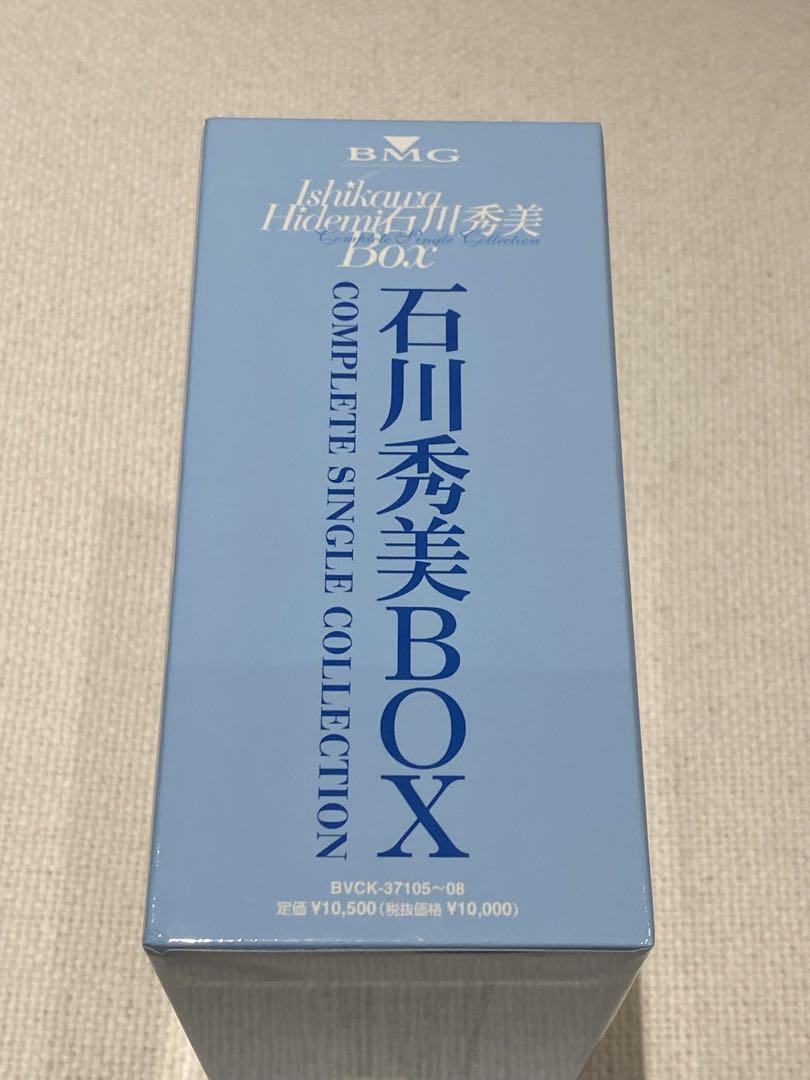 BMG
Ishikawa
Hidemi石川秀美
Complete Single Collection
Box
石川秀美BOX
COMPLETE SINGLE COLLECTION
BVCK-37105〜08
定価 ¥10,500(税抜価格 ¥10,000)